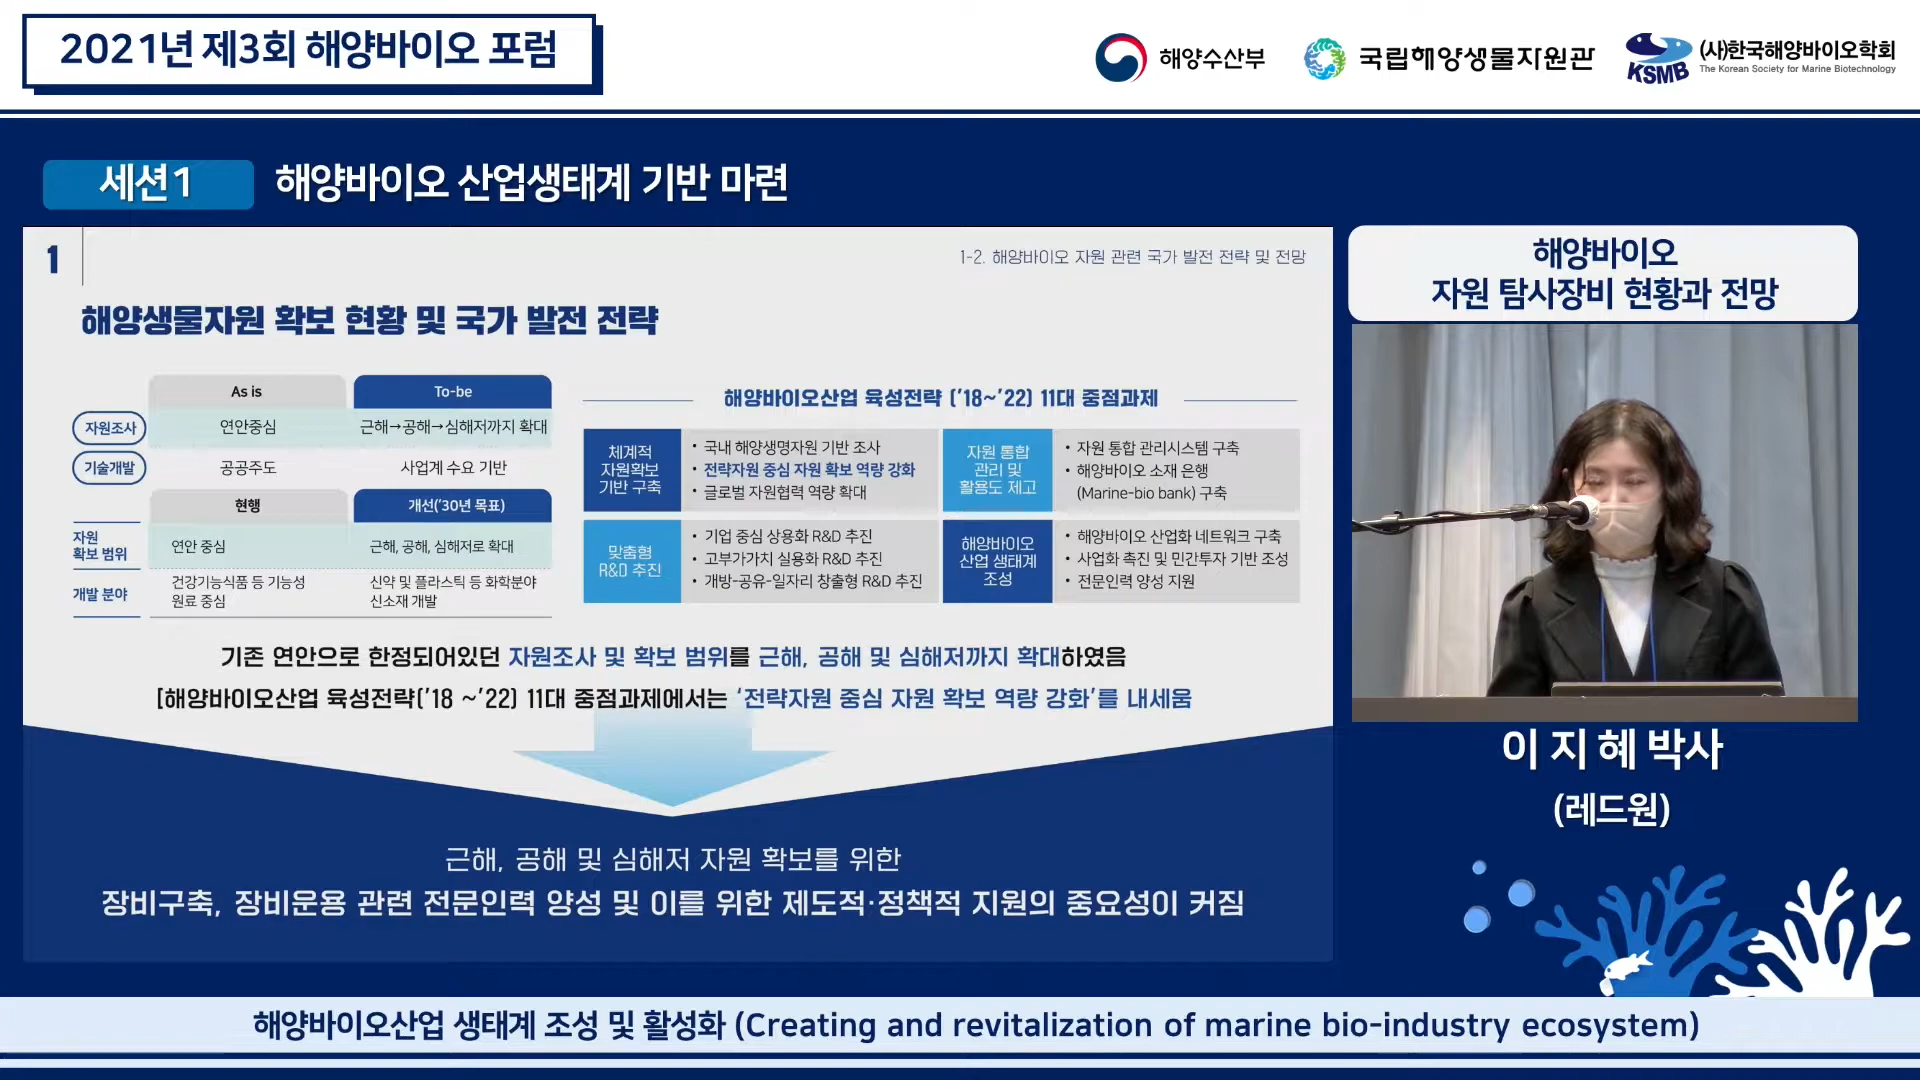 2021년 제3회 해양바이오 포럼
해양수산부
국립해양생물자원관
KSMB
(사)한국해양바이오학회
The Korean Society for Marine Biotechnology
세션1
해양바이오 산업생태계 기반 마련
1
1-2. 해양바이오 자원 관련 국가 발전 전략 및 전망
해양생물자원 확보 현황 및 국가 발전 전략
As is
To-be
자원조사
연안중심
근해→공해→심해저까지 확대
기술개발
공공주도
사업계 수요 기반
현행
개선('30년 목표)
자원
확보 범위
연안 중심
근해, 공해, 심해저로 확대
개발 분야
건강기능식품 등 기능성
원료 중심
신약 및 플라스틱 등 화학분야
신소재 개발
해양바이오산업 육성전략 ('18~'22) 11대 중점과제
체계적
자원확보
기반 구축
• 국내 해양생명자원 기반 조사
• 전략자원 중심 자원 확보 역량 강화
• 글로벌 자원협력 역량 확대
자원 통합
관리 및
활용도 제고
• 자원 통합 관리시스템 구축
• 해양바이오 소재 은행
(Marine-bio bank) 구축
맞춤형
R&D 추진
• 기업 중심 상용화 R&D 추진
• 고부가가치 실용화 R&D 추진
• 개방-공유-일자리 창출형 R&D 추진
해양바이오
산업 생태계
조성
• 해양바이오 산업화 네트워크 구축
• 사업화 촉진 및 민간투자 기반 조성
• 전문인력 양성 지원
기존 연안으로 한정되어있던 자원조사 및 확보 범위를 근해, 공해 및 심해저까지 확대하였음
[해양바이오산업 육성전략('18 ~'22) 11대 중점과제에서는 '전략자원 중심 자원 확보 역량 강화'를 내세움
근해, 공해 및 심해저 자원 확보를 위한
장비구축, 장비운용 관련 전문인력 양성 및 이를 위한 제도적·정책적 지원의 중요성이 커짐
해양바이오
자원 탐사장비 현황과 전망
이 지 혜 박사
(레드원)
해양바이오산업 생태계 조성 및 활성화 (Creating and revitalization of marine bio-industry ecosystem)